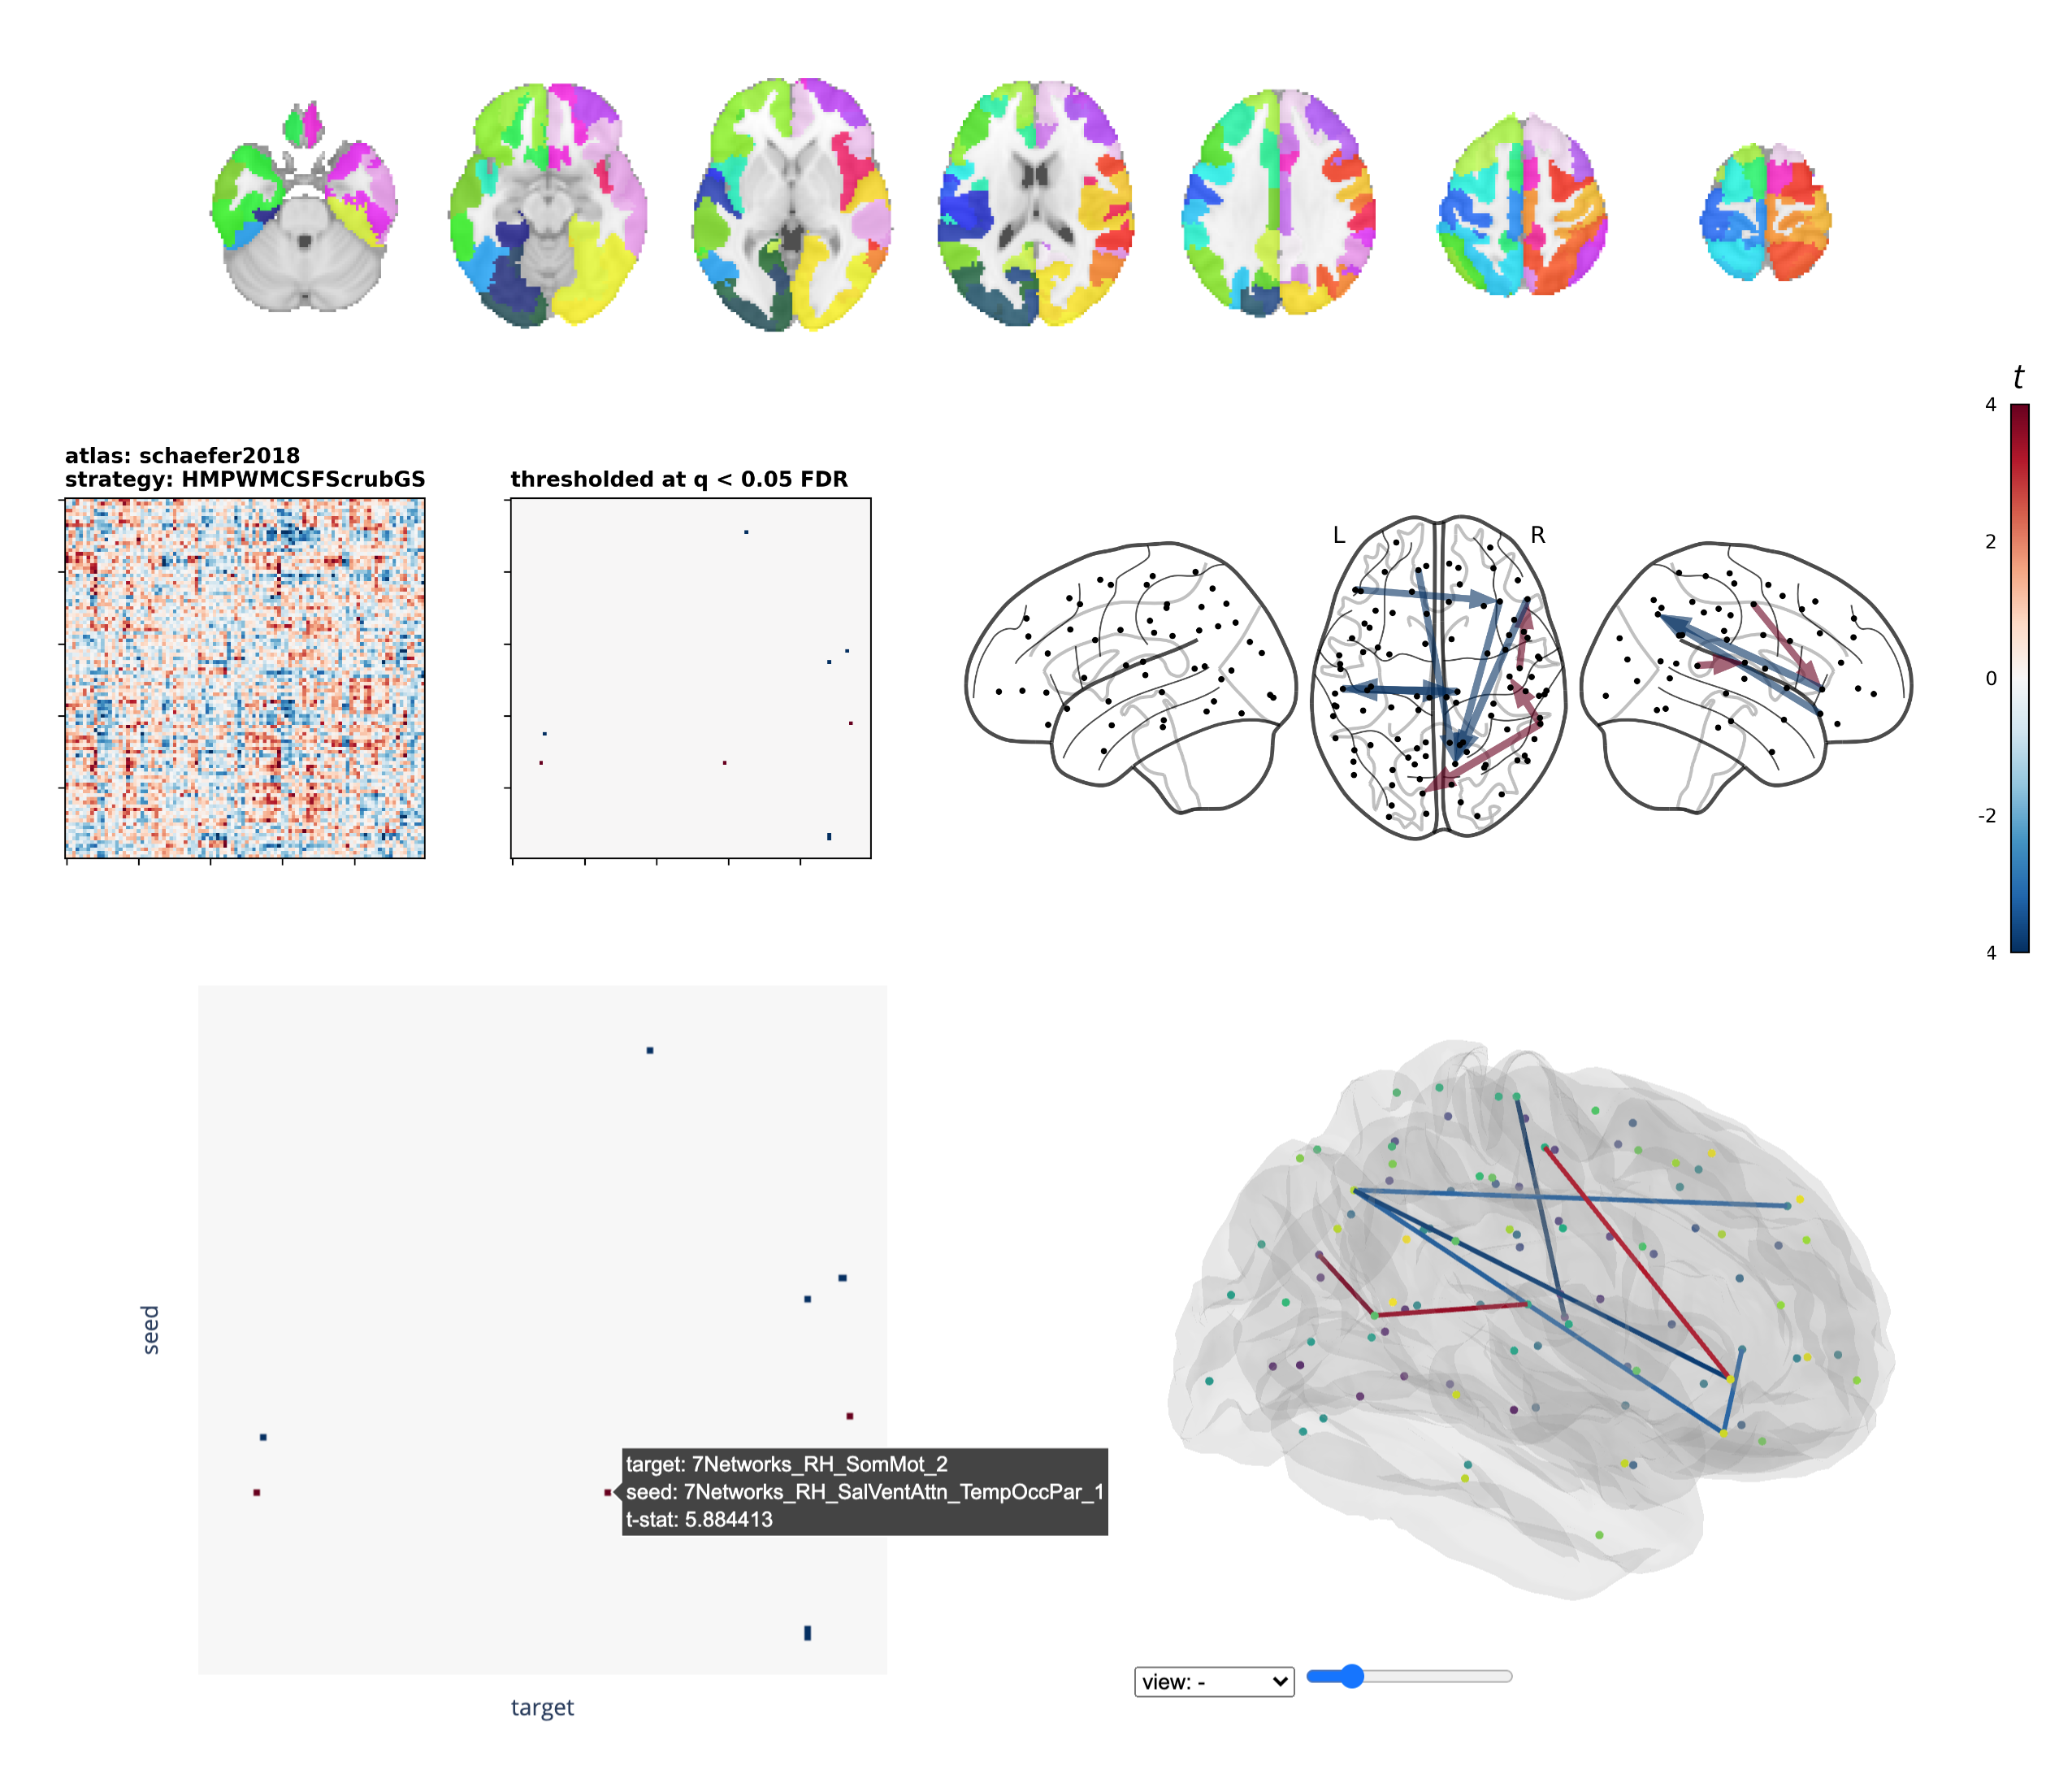 t
4
atlas: schaefer2018
strategy: HMPWMCSFScrubGS
thresholded at q < 0.05 FDR
L
R
2
0
-2
4
seed
target: 7Networks_RH_SomMot_2
seed: 7Networks_RH_SalVentAttn_TempOccPar_1
t-stat: 5.884413
view: -
target